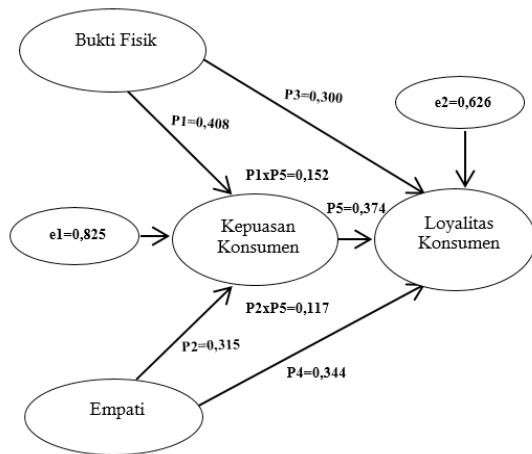 Bukti Fisik
P3=0,300
e2=0,626
P1=0,408
P1xP5=0,152
P5=0,374
Kepuasan
Konsumen
Loyalitas
Konsumen
e1=0,825
P2xP5=0,117
P2=0,315
P4=0,344
Empati